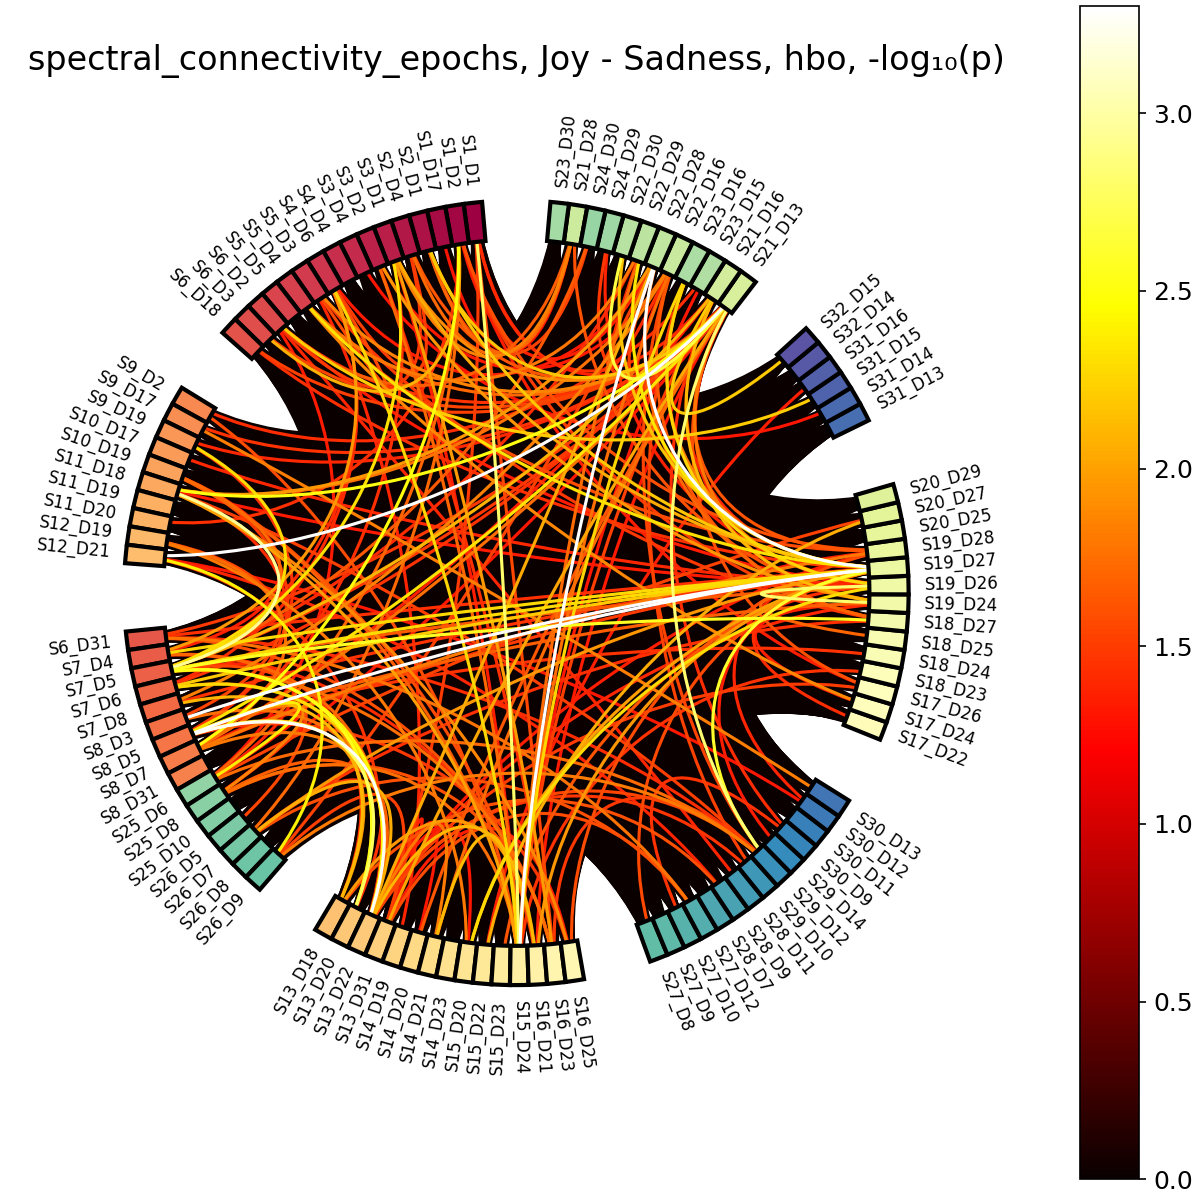 spectral_connectivity_epochs, Joy - Sadness, hbo, -log₁₀(p)
S1_D1
S1_D2
S1_D17
S2_D1
S2_D4
S3_D1
S3_D2
S3_D4
S4_D4
S4_D6
S5_D3
S5_D4
S5_D5
S6_D2
S6_D3
S6_D18
S9_D2
S9_D17
S9_D19
S10_D17
S10_D19
S11_D18
S11_D19
S11_D20
S12_D19
S12_D21
S6_D31
S7_D4
S7_D5
S7_D6
S7_D8
S8_D3
S8_D5
S8_D7
S8_D31
S25_D6
S25_D8
S25_D10
S26_D5
S26_D7
S26_D8
S26_D9
S13_D18
S13_D20
S13_D22
S13_D31
S14_D19
S14_D20
S14_D21
S14_D23
S15_D20
S15_D22
S15_D23
S15_D24
S16_D21
S16_D23
S16_D25
S27_D8
S27_D9
S27_D10
S27_D12
S28_D7
S28_D9
S28_D11
S29_D10
S29_D12
S29_D14
S30_D9
S30_D11
S30_D12
S30_D13
S17_D22
S17_D24
S17_D26
S18_D23
S18_D24
S18_D25
S18_D27
S19_D24
S19_D26
S19_D27
S19_D28
S20_D25
S20_D27
S20_D29
S31_D13
S31_D14
S31_D15
S31_D16
S32_D14
S32_D15
S21_D13
S21_D16
S23_D15
S23_D16
S22_D16
S22_D28
S22_D29
S22_D30
S24_D29
S24_D30
S21_D28
S23_D30
3.0
2.5
2.0
1.5
1.0
0.5
0.0